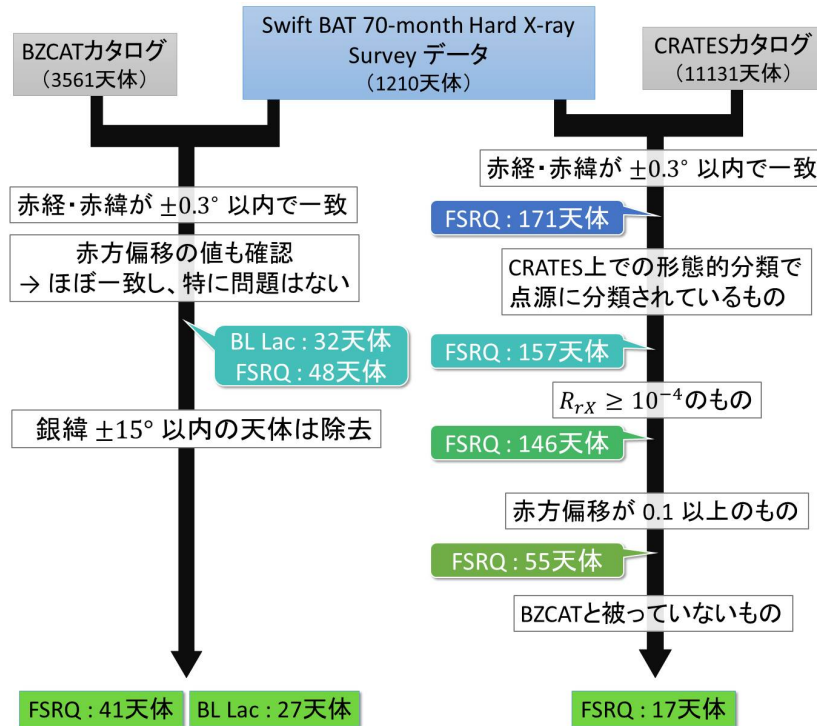 BZCATカタログ
（3561天体）
Swift BAT 70-month Hard X-ray
Survey データ
（1210天体）
CRATESカタログ
（11131天体）
赤経・赤緯が ±0.3° 以内で一致
赤方偏移の値も確認
→ ほぼ一致し、特に問題はない
BL Lac : 32天体
FSRQ : 48天体
銀緯 ±15° 以内の天体は除去
FSRQ : 41天体
BL Lac : 27天体
赤経・赤緯が ±0.3° 以内で一致
FSRQ : 171天体
CRATES上での形態的分類で
点源に分類されているもの
FSRQ : 157天体
R_{rX} ≥ 10^{-4}のもの
FSRQ : 146天体
赤方偏移が 0.1 以上のもの
FSRQ : 55天体
BZCATと被っていないもの
FSRQ : 17天体